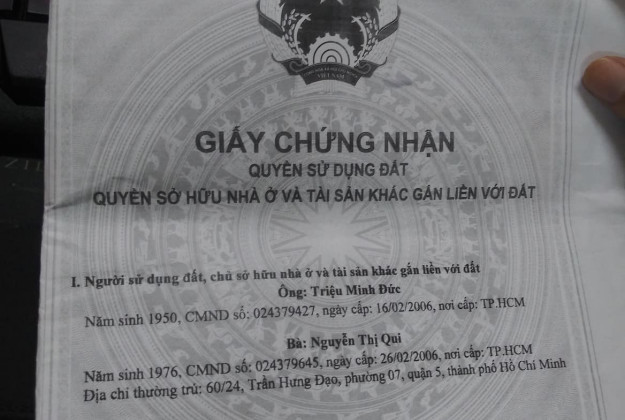 VIỆT NAM
GIẤY CHỨNG NHẬN
QUYỀN SỬ DỤNG ĐẤT
QUYỀN SỞ HỮU NHÀ Ở VÀ TÀI SẢN KHÁC GẮN LIỀN VỚI ĐẤT
I. Người sử dụng đất, chủ sở hữu nhà ở và tài sản khác gắn liền với đất
Ông: Triệu Minh Đức
Năm sinh 1950, CMND số: 024379427, ngày cấp: 16/02/2006, nơi cấp: TP.HCM
Bà: Nguyễn Thị Qui
Năm sinh 1976, CMND số: 024379645, ngày cấp: 26/02/2006, nơi cấp: TP.HCM
Địa chỉ thường trú: 60/24, Trần Hưng Đạo, phường 07, quận 5, thành phố Hồ Chí Minh